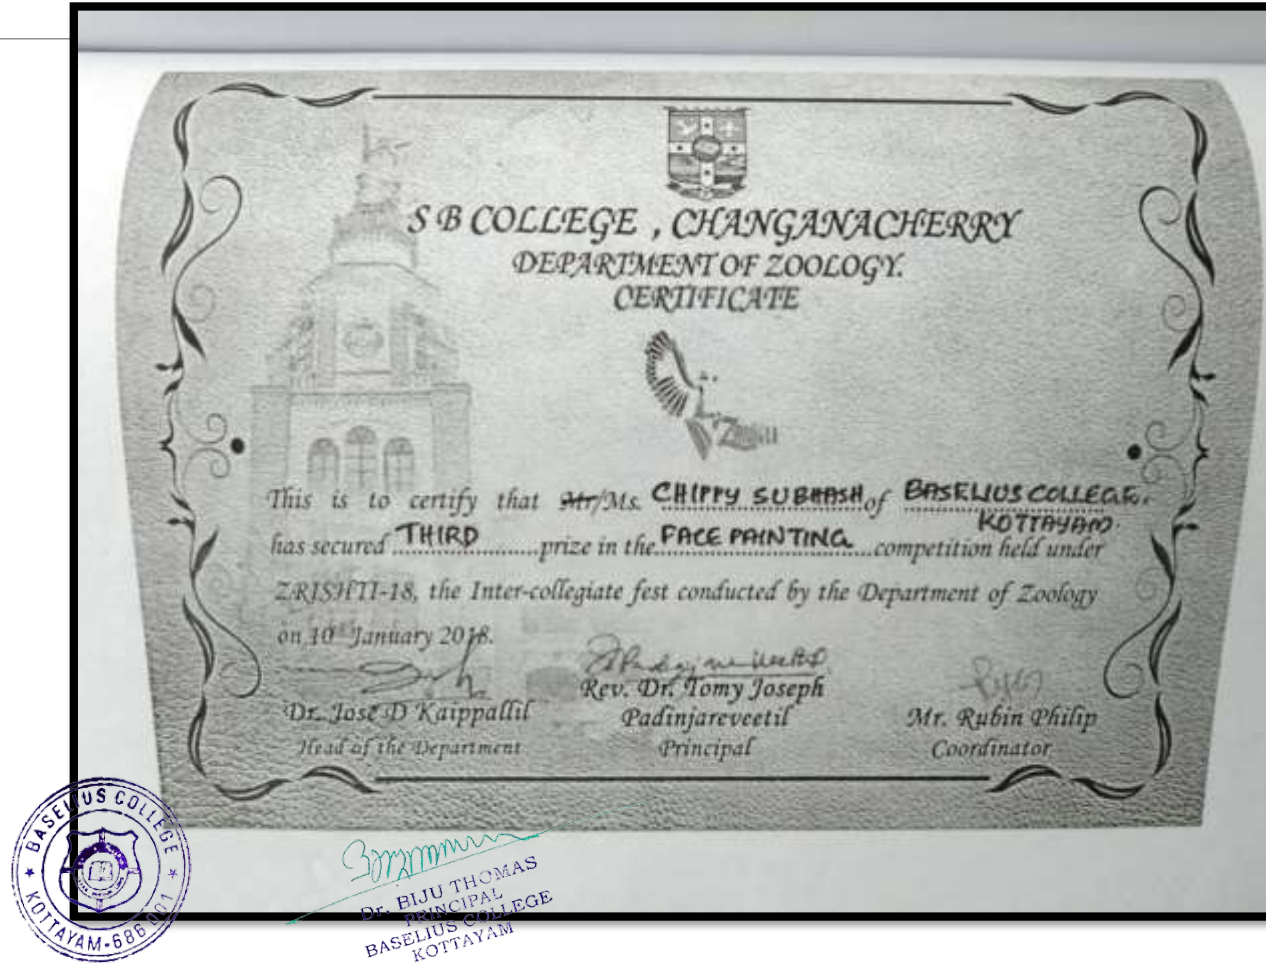 S B COLLEGE , CHANGANACHERRY
DEPARTMENT OF ZOOLOGY.
CERTIFICATE
This is to certify that Mr/Ms. CHIPPY SUBHASH of BASELIUS COLLEGE,
KOTTAYAM.
has secured THIRD prize in the FACE PAINTING competition held under
ZRISHTI-18, the Inter-collegiate fest conducted by the Department of Zoology
on 10th January 2018.
Dr. Jose D Kaippallil
Head of the Department
Rev. Dr. Tomy Joseph
Padinjareveetil
Principal
Mr. Rubin Philip
Coordinator
BASELIUS COLLEGE
KOTTAYAM-686 001
Dr. BIJU THOMAS
PRINCIPAL
BASELIUS COLLEGE
KOTTAYAM